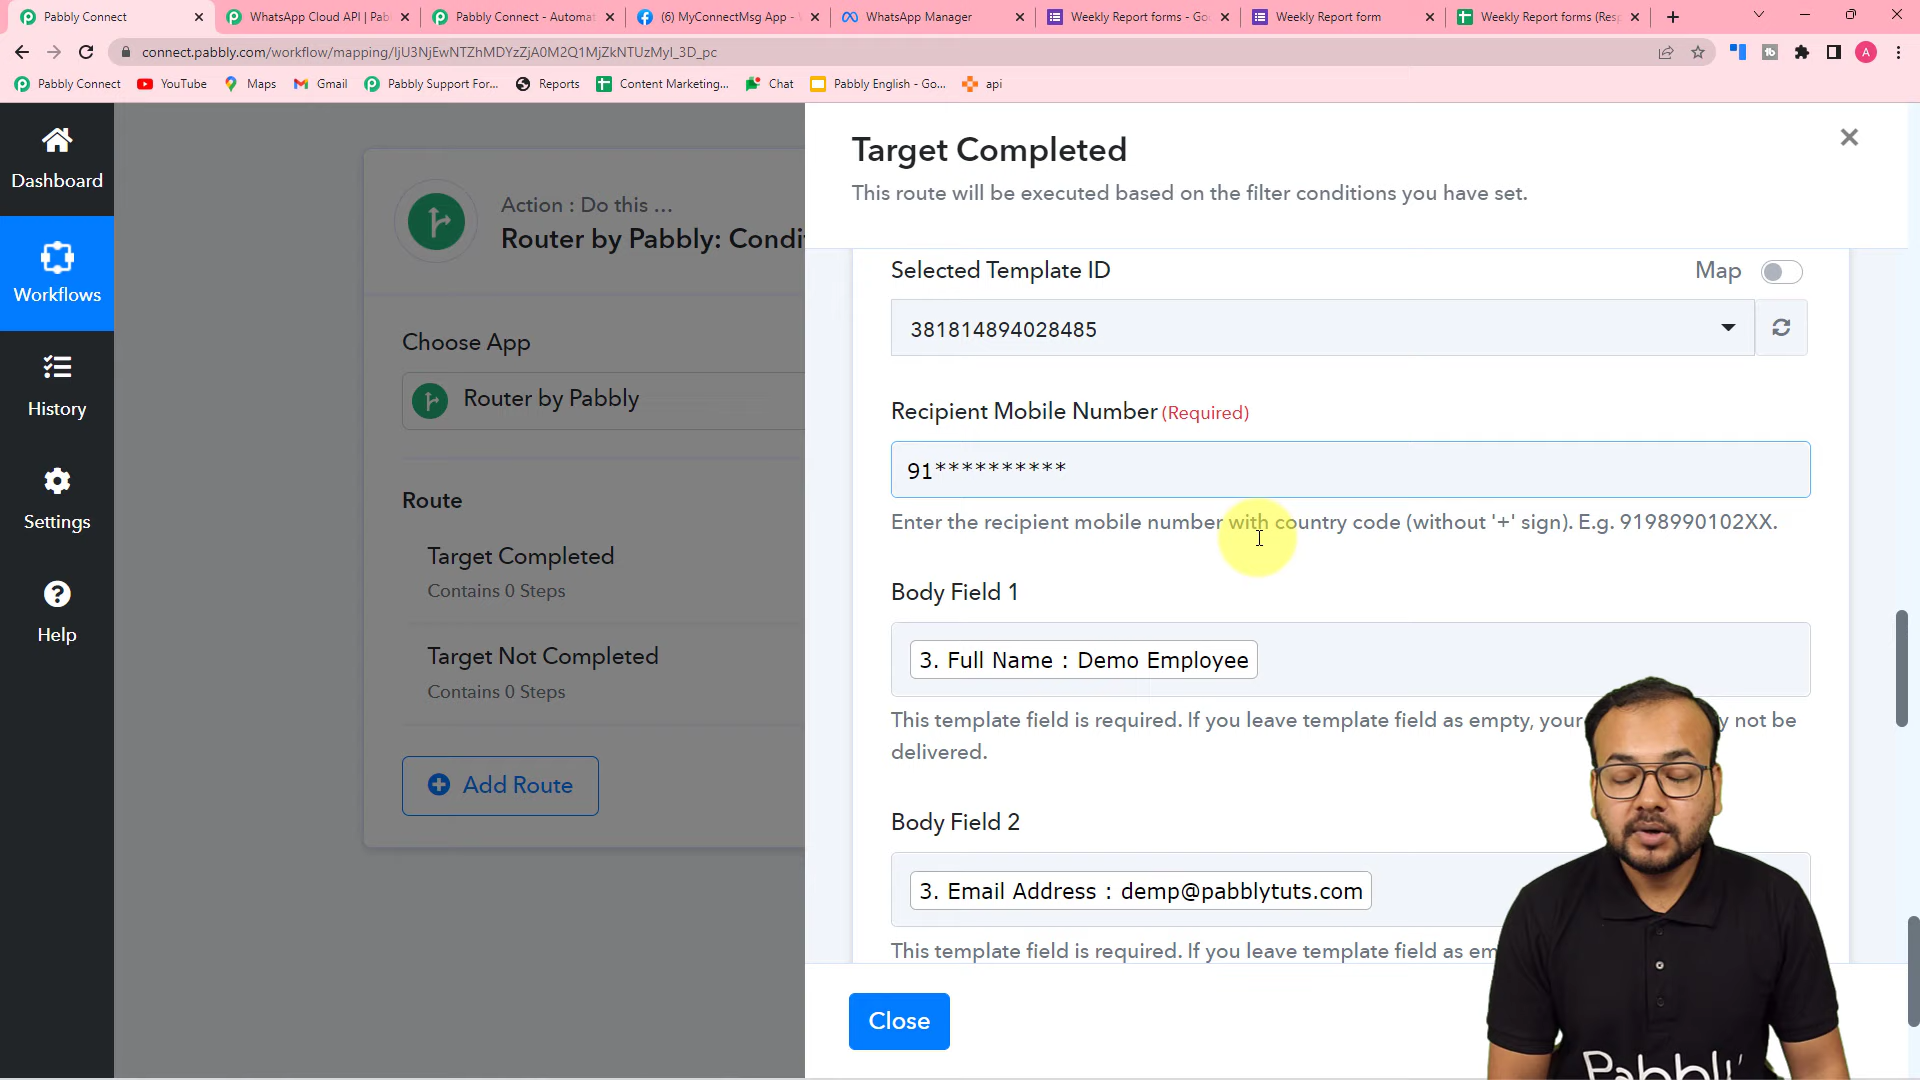 Pabbly Connect
WhatsApp Cloud API | Pab
Pabbly Connect - Automat
(6) MyConnectMsg App -
WhatsApp Manager
Weekly Report forms - Go
Weekly Report form
Weekly Report forms (Resp
connect.pabbly.com/workflow/mapping/IjU3NjEwNTZhMDYzZjA0M2Q1MjZkNTUzMyI_3D_pc
A
Pabbly Connect
YouTube
Maps
Gmail
Pabbly Support For...
Reports
Content Marketing...
Chat
Pabbly English - Go...
api
Dashboard
Workflows
History
Settings
Help
Action : Do this ...
Router by Pabbly: Condi
Choose App
Router by Pabbly
Route
Target Completed
Contains 0 Steps
Target Not Completed
Contains 0 Steps
Add Route
Target Completed
This route will be executed based on the filter conditions you have set.
Selected Template ID
Map
381814894028485
Recipient Mobile Number (Required)
91**********
Enter the recipient mobile number with country code (without '+' sign). E.g. 9198990102XX.
Body Field 1
3. Full Name : Demo Employee
This template field is required. If you leave template field as empty, your y not be
delivered.
Body Field 2
3. Email Address : demp@pabblytuts.com
This template field is required. If you leave template field as em
Close
Pabbly